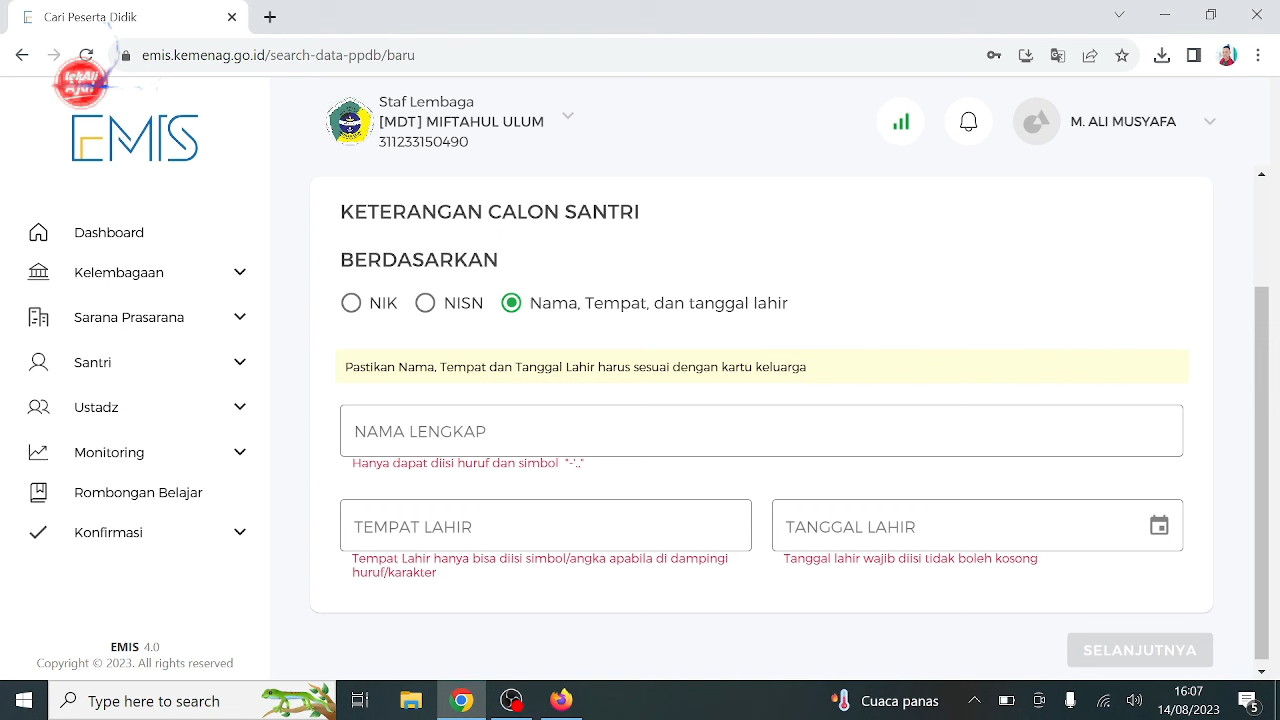 Cari Peserta Didik
emis.kemenag.go.id/search-data-ppdb/baru
IekAli
Ajar
EMIS
Staf Lembaga
[MDT] MIFTAHUL ULUM
311233150490
M. ALI MUSYAFA
Dashboard
Kelembagaan
Sarana Prasarana
Santri
Ustadz
Monitoring
Rombongan Belajar
Konfirmasi
EMIS 4.0
Copyright © 2023. All rights reserved
KETERANGAN CALON SANTRI
BERDASARKAN
NIK NISN Nama, Tempat, dan tanggal lahir
Pastikan Nama, Tempat dan Tanggal Lahir harus sesuai dengan kartu keluarga
NAMA LENGKAP
Hanya dapat diisi huruf dan simbol "-'.,"
TEMPAT LAHIR
Tempat Lahir hanya bisa diisi simbol/angka apabila di dampingi
huruf/karakter
TANGGAL LAHIR
Tanggal lahir wajib diisi tidak boleh kosong
SELANJUTNYA
Type here to search
Cuaca panas
16:07
14/08/2023
5